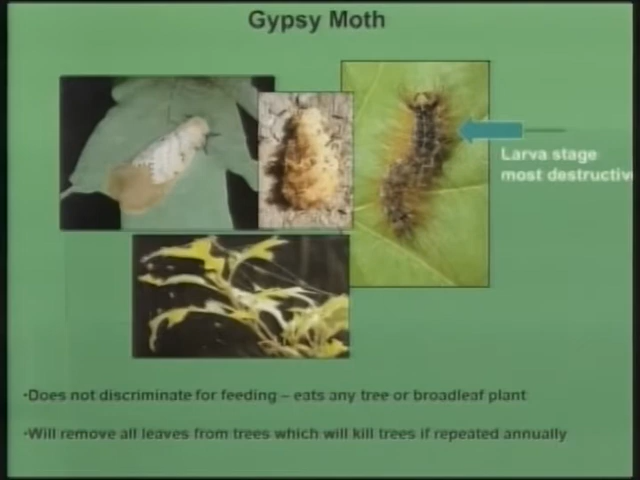 Gypsy Moth
Larva stage
most destructiv
•Does not discriminate for feeding – eats any tree or broadleaf plant
•Will remove all leaves from trees which will kill trees if repeated annually